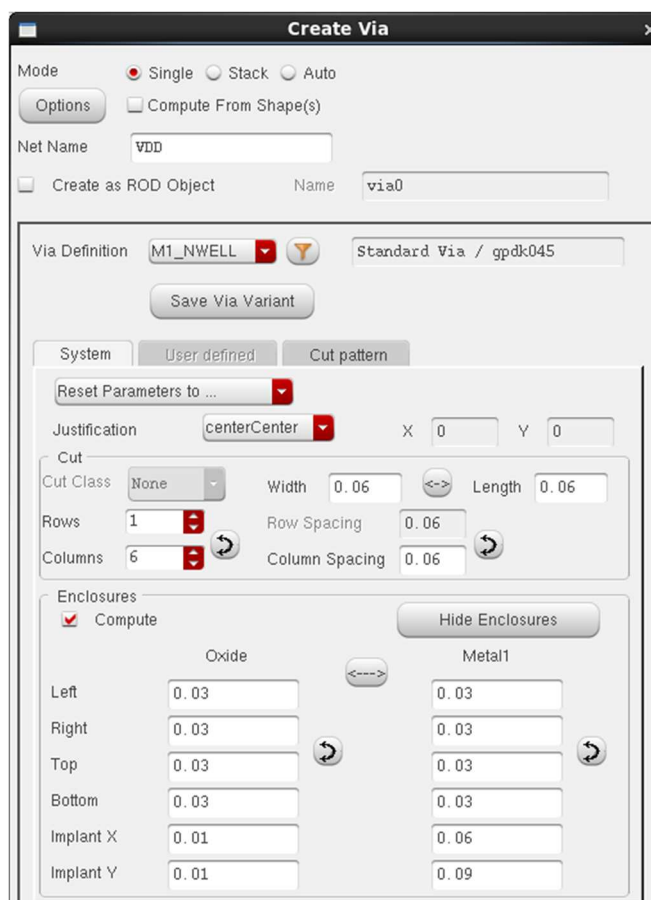 Create Via
Mode Single Stack Auto
Options Compute From Shape(s)
Net Name VDD
Create as ROD Object Name via0
Via Definition M1_NWELL Standard Via / gpdk045
Save Via Variant
System User defined Cut pattern
Reset Parameters to ...
Justification centerCenter X 0 Y 0
Cut
Cut Class None Width 0.06 <-> Length 0.06
Rows 1 Row Spacing 0.06
Columns 6 Column Spacing 0.06
Enclosures
Compute Hide Enclosures
Oxide <---> Metal1
Left 0.03 0.03
Right 0.03 0.03
Top 0.03 0.03
Bottom 0.03 0.03
Implant X 0.01 0.06
Implant Y 0.01 0.09